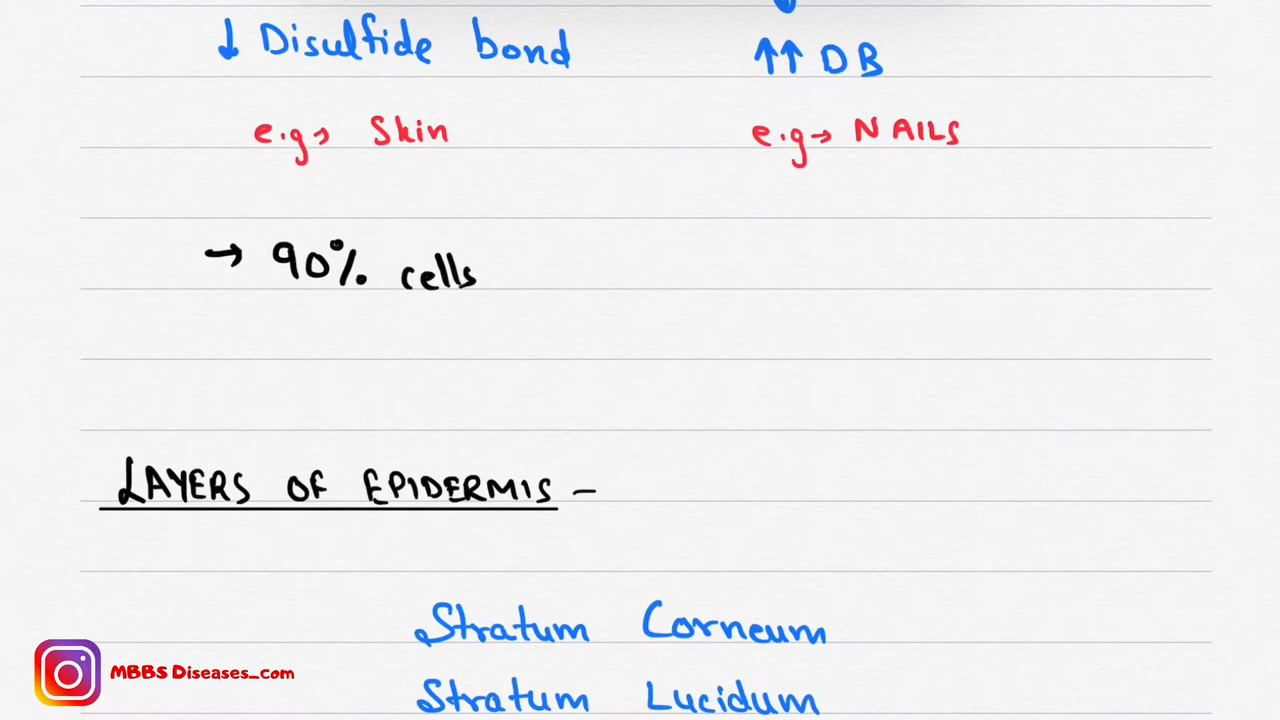 ↓ Disulfide bond
↑↑ DB
e.g → Skin
e.g → NAILS
→ 90% cells
LAYERS OF EPIDERMIS -
Stratum Corneum
Stratum Lucidum
MBBS Diseases_com